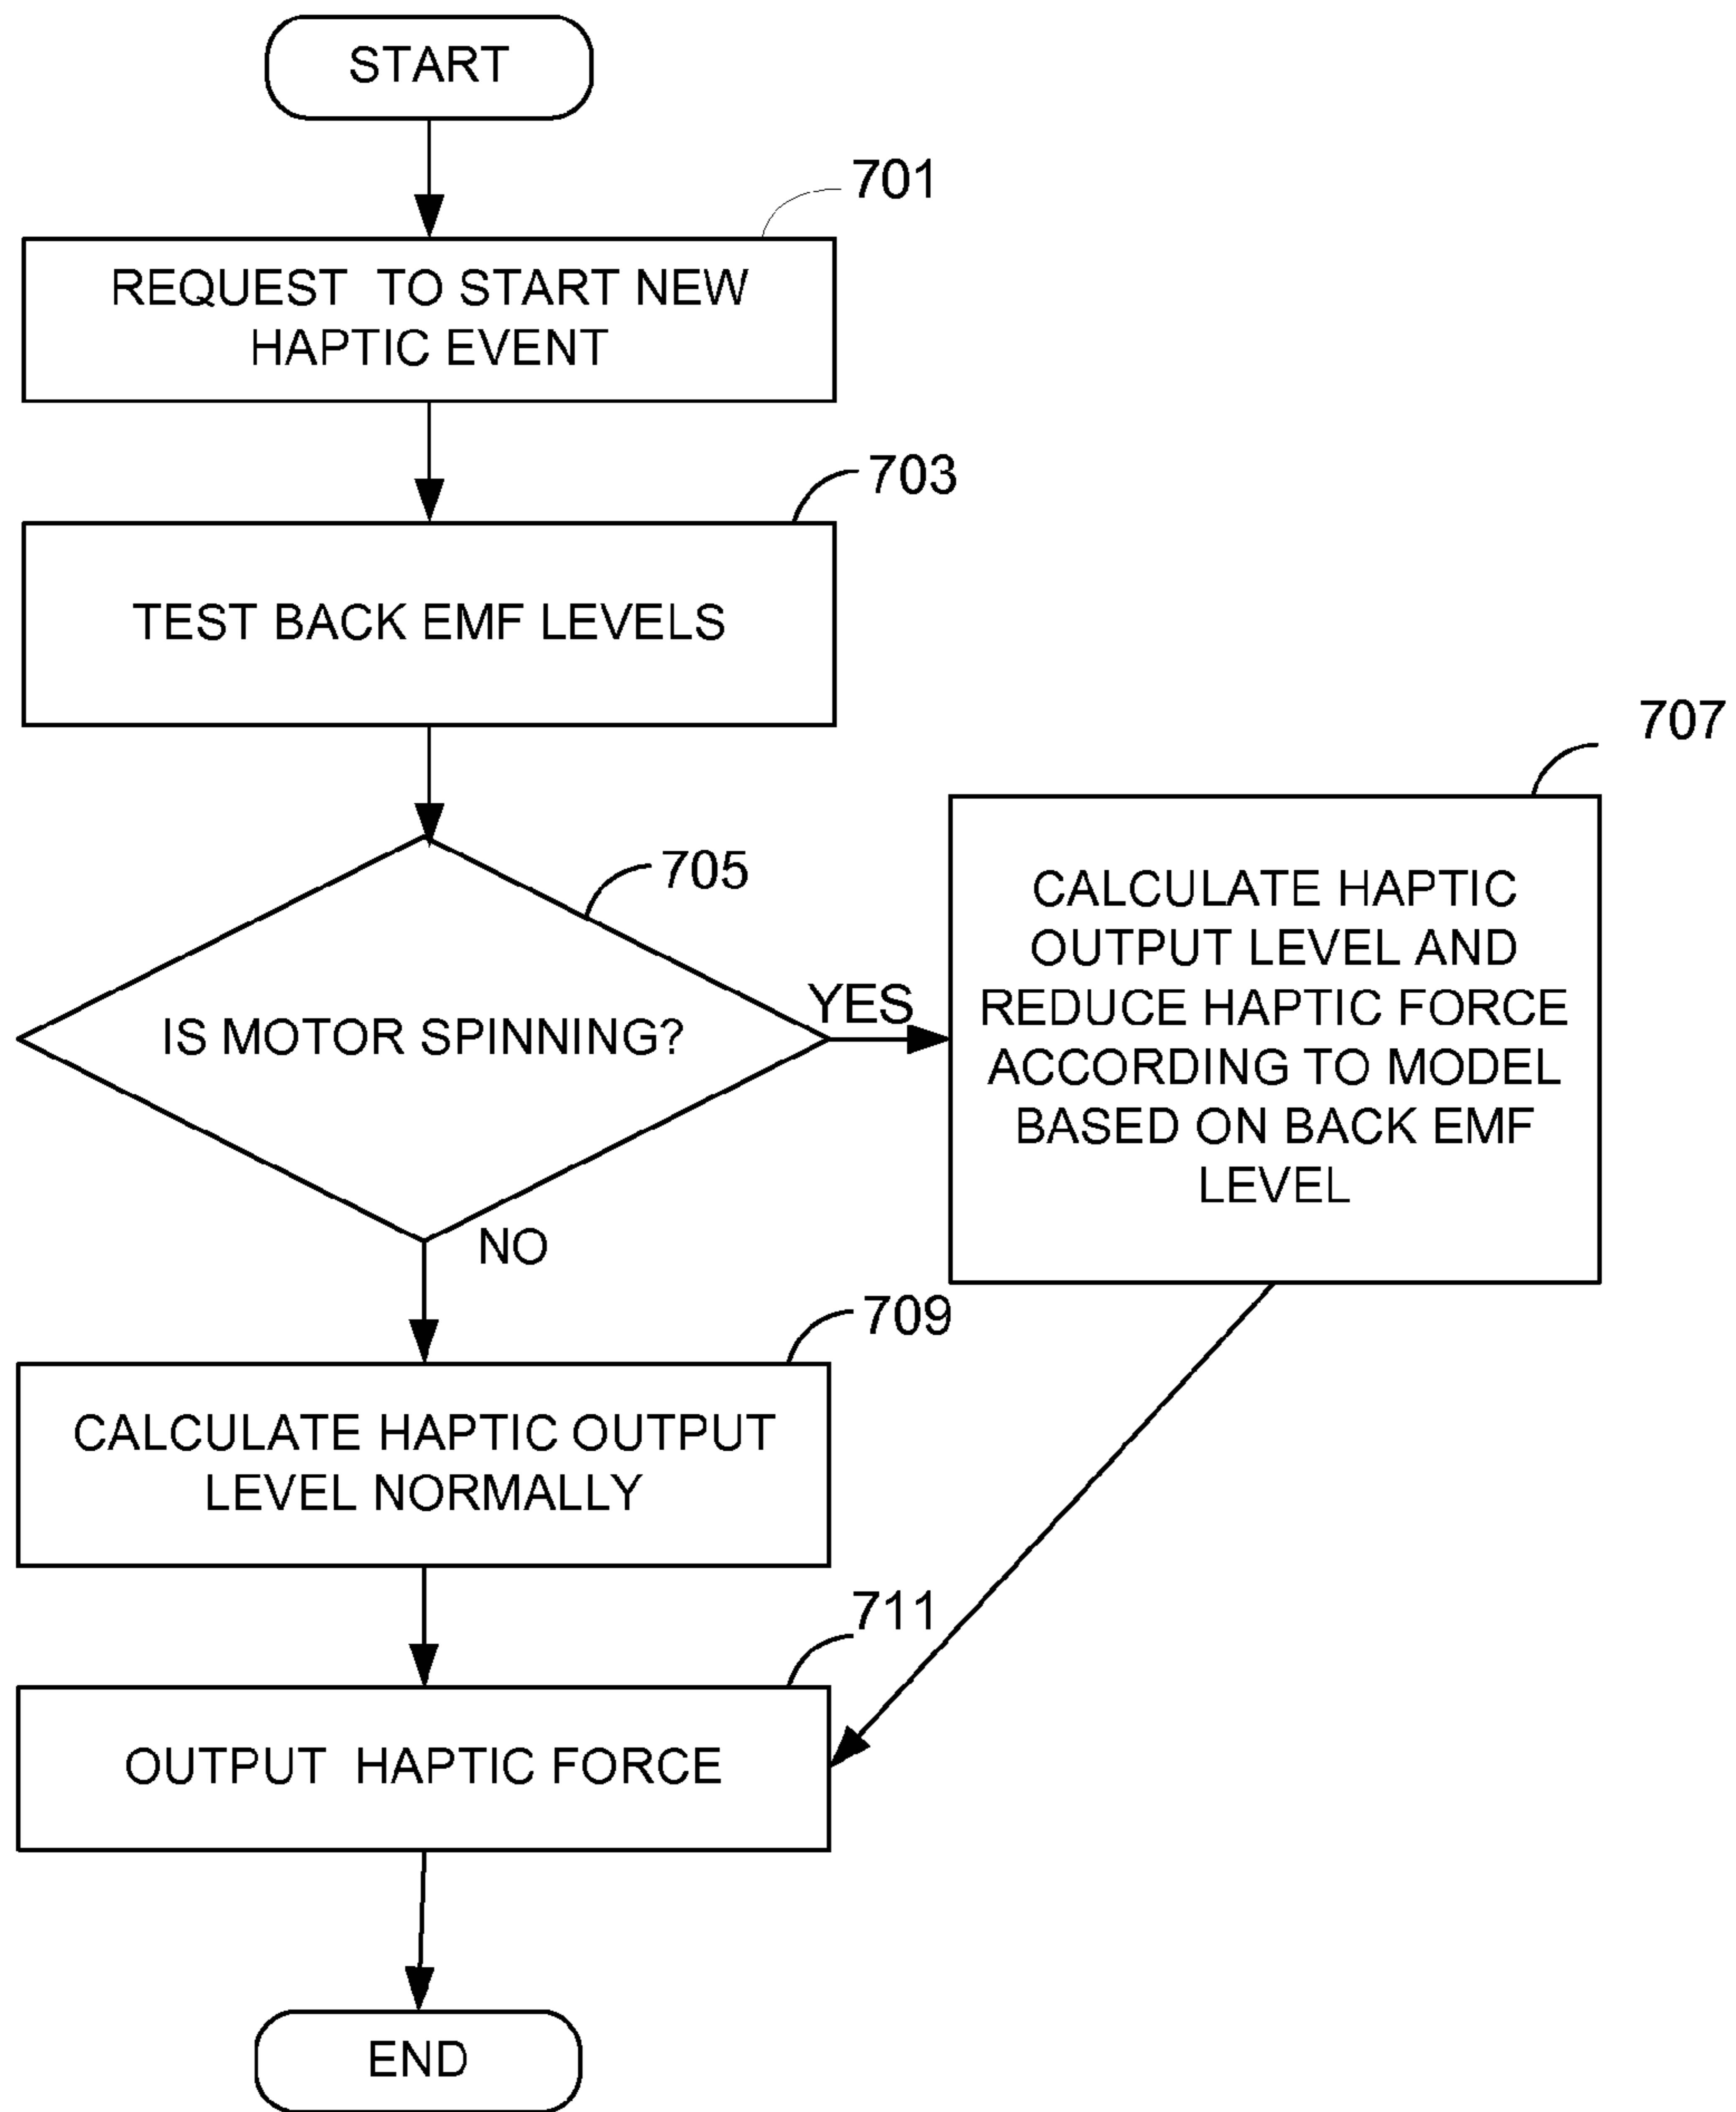 START
701
REQUEST TO START NEW
HAPTIC EVENT
703
TEST BACK EMF LEVELS
705
IS MOTOR SPINNING?
YES
707
CALCULATE HAPTIC
OUTPUT LEVEL AND
REDUCE HAPTIC FORCE
ACCORDING TO MODEL
BASED ON BACK EMF
LEVEL
NO
709
CALCULATE HAPTIC OUTPUT
LEVEL NORMALLY
711
OUTPUT HAPTIC FORCE
END